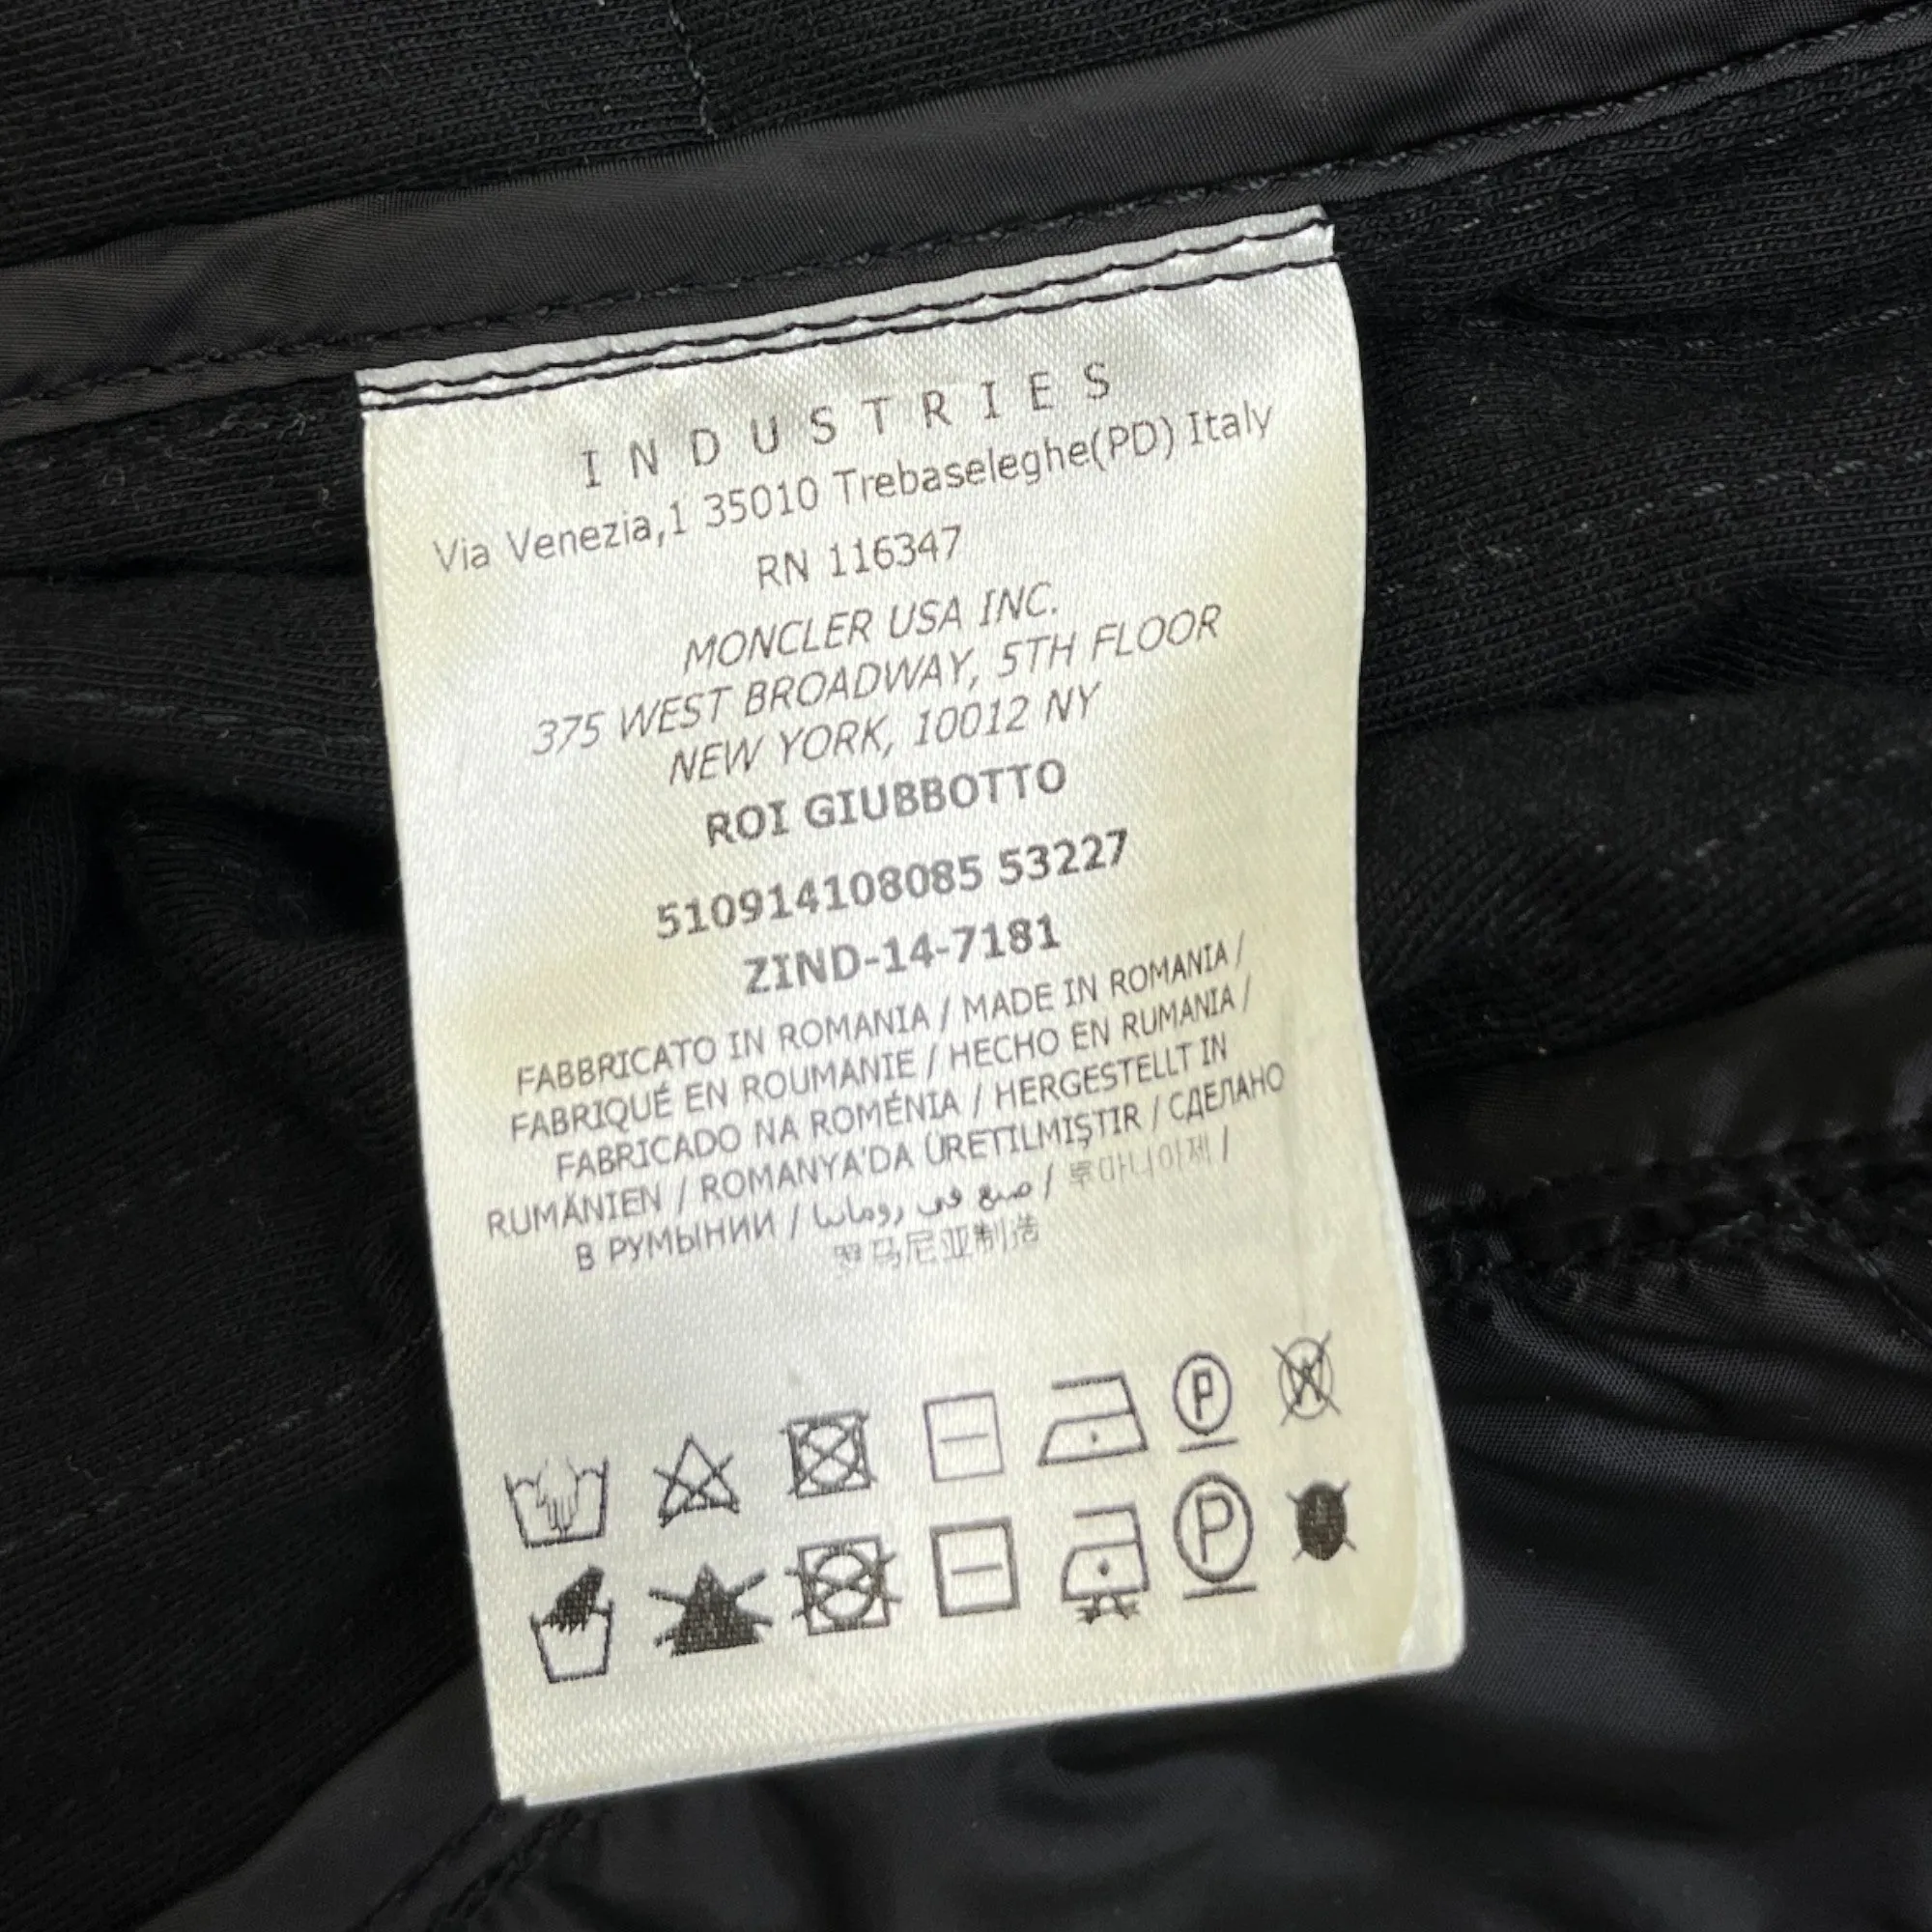 INDUSTRIES
Via Venezia,1 35010 Trebaseleghe(PD) Italy
RN 116347
MONCLER USA INC.
375 WEST BROADWAY, 5TH FLOOR
NEW YORK, 10012 NY
ROI GIUBBOTTO
510914108085 53227
ZIND-14-7181
FABBRICATO IN ROMANIA / MADE IN ROMANIA /
FABRIQUÉ EN ROUMANIE / HECHO EN RUMANIA /
FABRICADO NA ROMÉNIA / HERGESTELLT IN
RUMÄNIEN / ROMANYA'DA ÜRETILMIŞTIR / СДЕЛАНО
В РУМЫНИИ / صنع في رومانيا / 루마니아제 /
罗马尼亚制造
P W
P